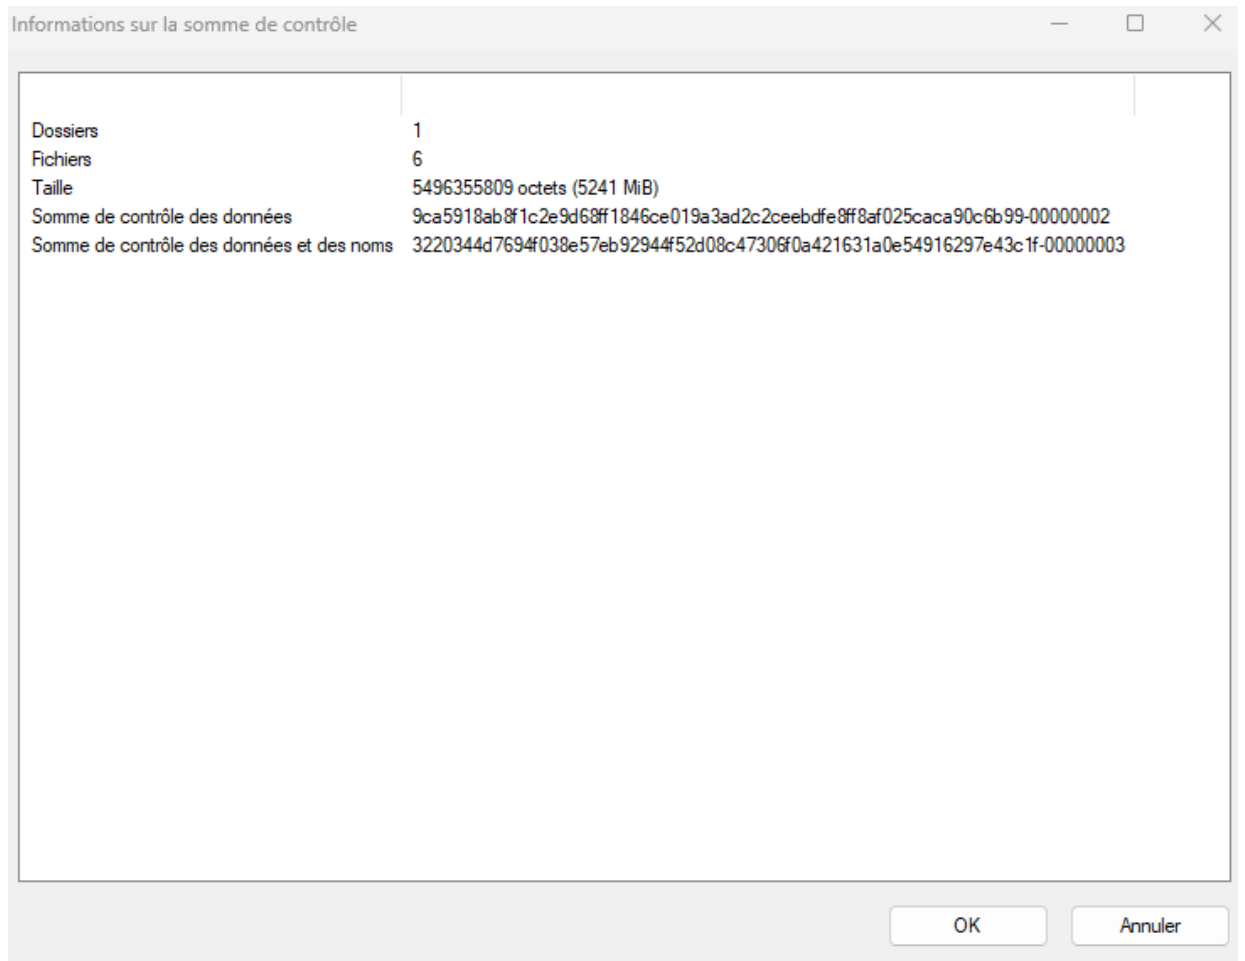 Informations sur la somme de contrôle
Dossiers 1
Fichiers 6
Taille 5496355809 octets (5241 MiB)
Somme de contrôle des données 9ca5918ab8f1c2e9d68ff1846ce019a3ad2c2ceebdfe8ff8af025caca90c6b99-00000002
Somme de contrôle des données et des noms 3220344d7694f038e57eb92944f52d08c47306f0a421631a0e54916297e43c1f-00000003
OK Annuler